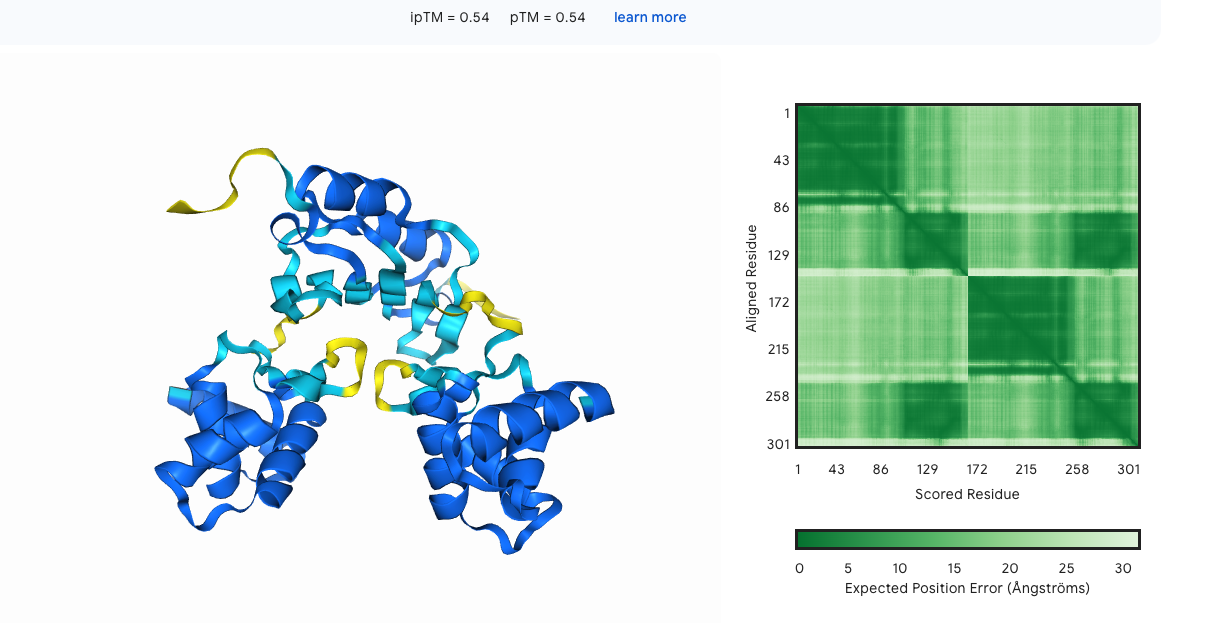 ipTM = 0.54 pTM = 0.54 learn more
1
43
86
129
172
215
258
301
Aligned Residue
1 43 86 129 172 215 258 301
Scored Residue
0 5 10 15 20 25 30
Expected Position Error (Ångströms)